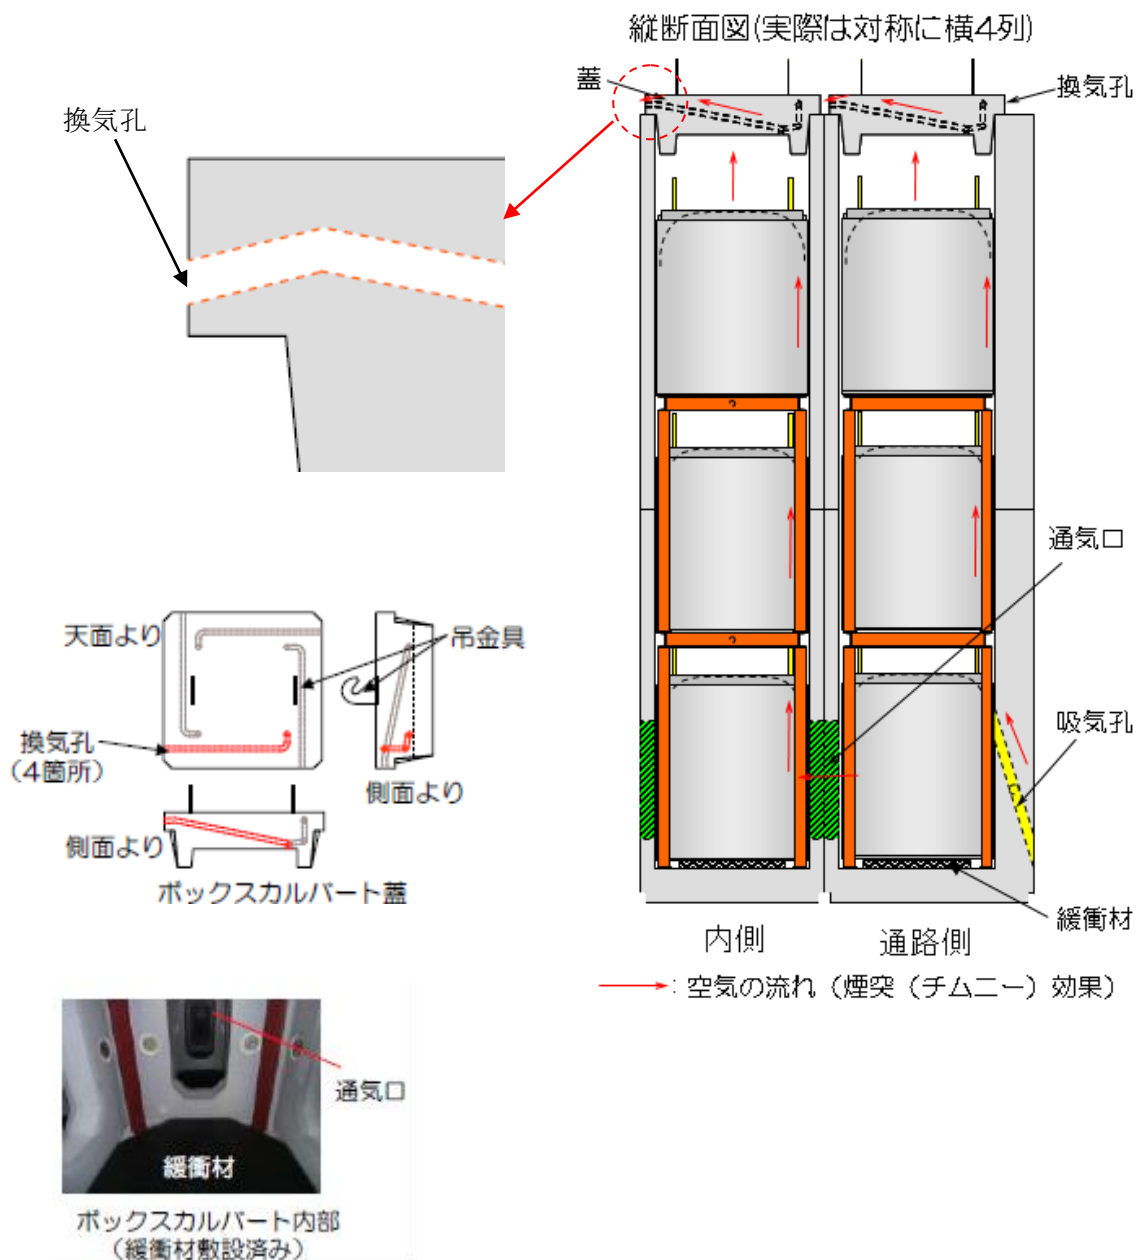 縦断面図(実際は対称に横4列)
蓋
換気孔
換気孔
通気口
吸気孔
緩衝材
内側
通路側
：空気の流れ（煙突（チムニー）効果）
天面より
吊金具
換気孔
（4箇所）
側面より
側面より
ボックスカルバート蓋
通気口
緩衝材
ボックスカルバート内部
（緩衝材敷設済み）